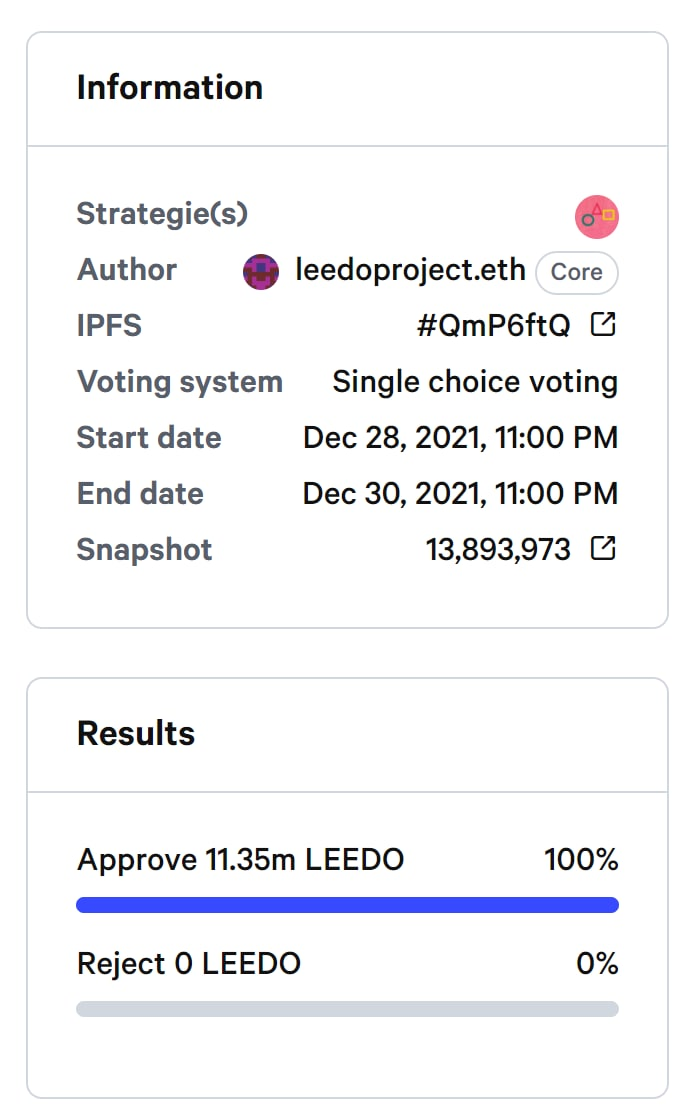 Information
Strategie(s)
Author leedoproject.eth Core
IPFS #QmP6ftQ
Voting system Single choice voting
Start date Dec 28, 2021, 11:00 PM
End date Dec 30, 2021, 11:00 PM
Snapshot 13,893,973
Results
Approve 11.35m LEEDO 100%
Reject 0 LEEDO 0%